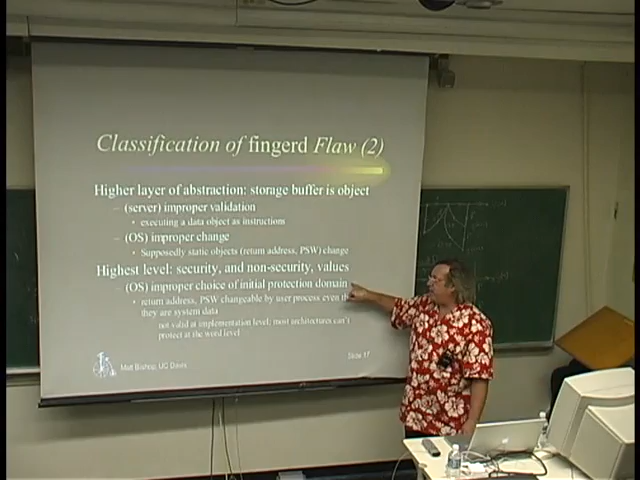 Classification of fingerd Flaw (2)
Higher layer of abstraction: storage buffer is object
– (server) improper validation
• executing a data object as instructions
– (OS) improper change
• Supposedly static objects (return address, PSW) change
Highest level: security, and non-security, values
– (OS) improper choice of initial protection domain
• return address, PSW changeable by user process even
they are system data
not valid at implementation level; most architectures can't
protect at the word level
Matt Bishop, UC Davis
Slide